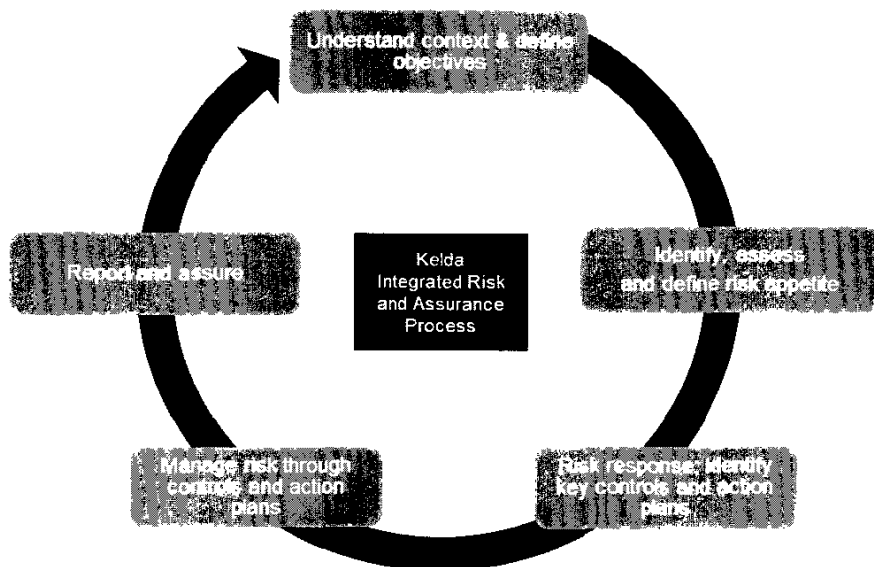 Understand context & define
objectives
Identify, assess
and define risk appetite
Risk response: identify
key controls and action
plans
Manage risk through
controls and action
plans
Report and assure
Kelda
Integrated Risk
and Assurance
Process